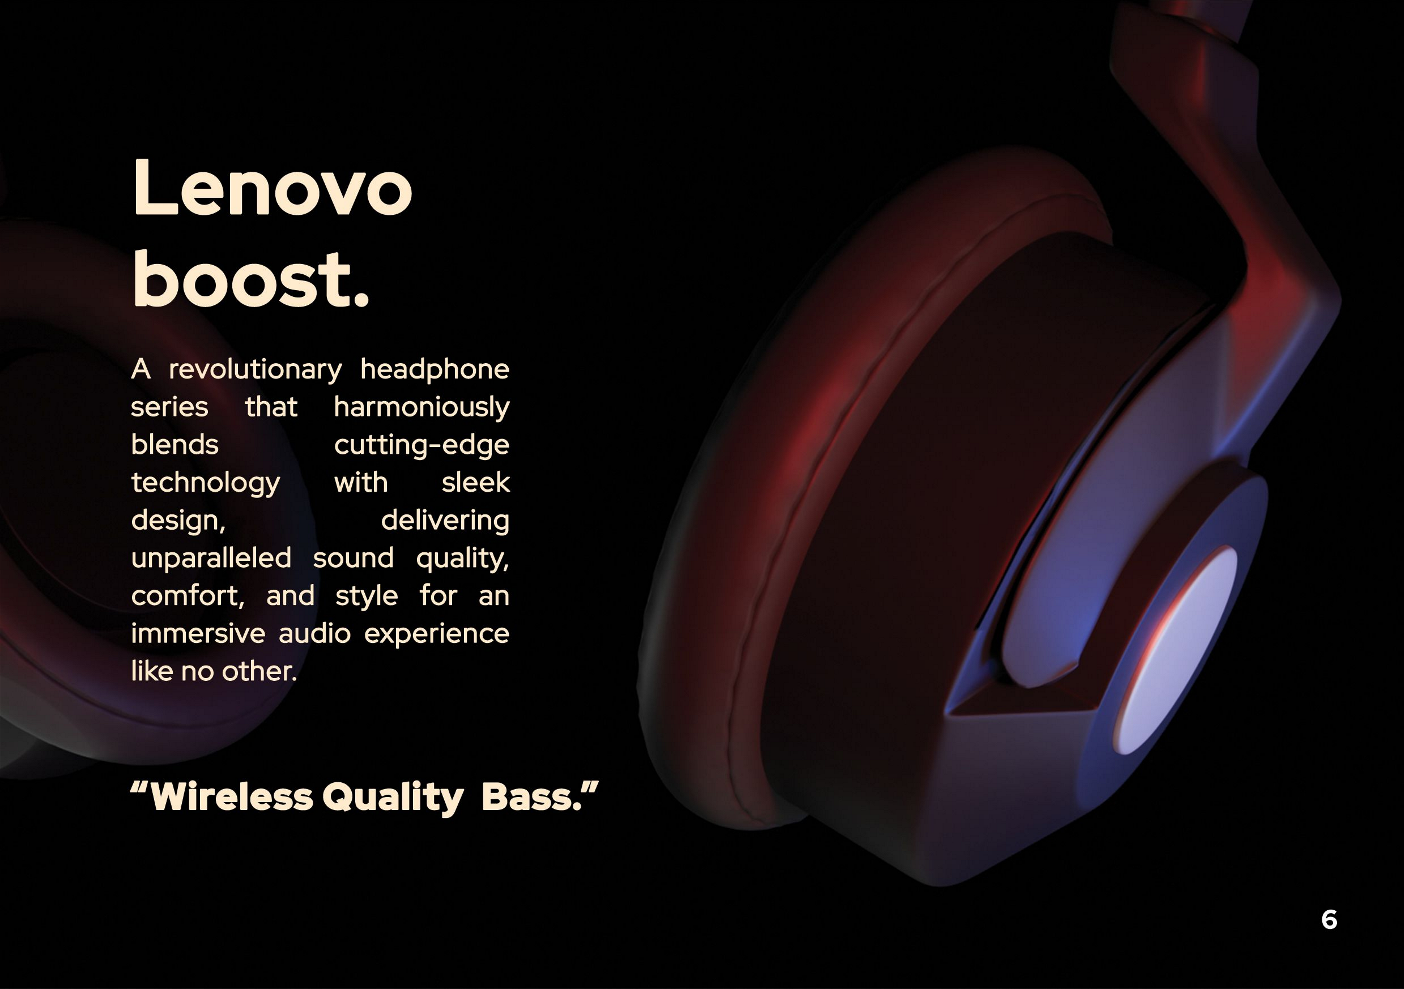 Lenovo
boost.
A revolutionary headphone
series that harmoniously
blends cutting-edge
technology with sleek
design, delivering
unparalleled sound quality,
comfort, and style for an
immersive audio experience
like no other.
“Wireless Quality Bass.”
6